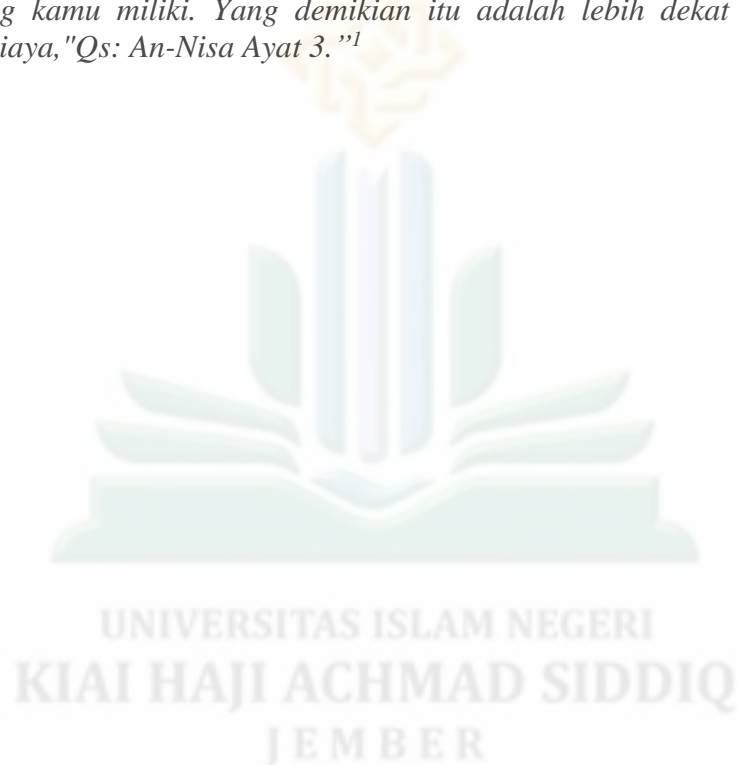 g kamu miliki. Yang demikian itu adalah lebih dekat
iaya,"Qs: An-Nisa Ayat 3.”1
UNIVERSITAS ISLAM NEGERI
KIAI HAJI ACHMAD SIDDIQ
JEMBER